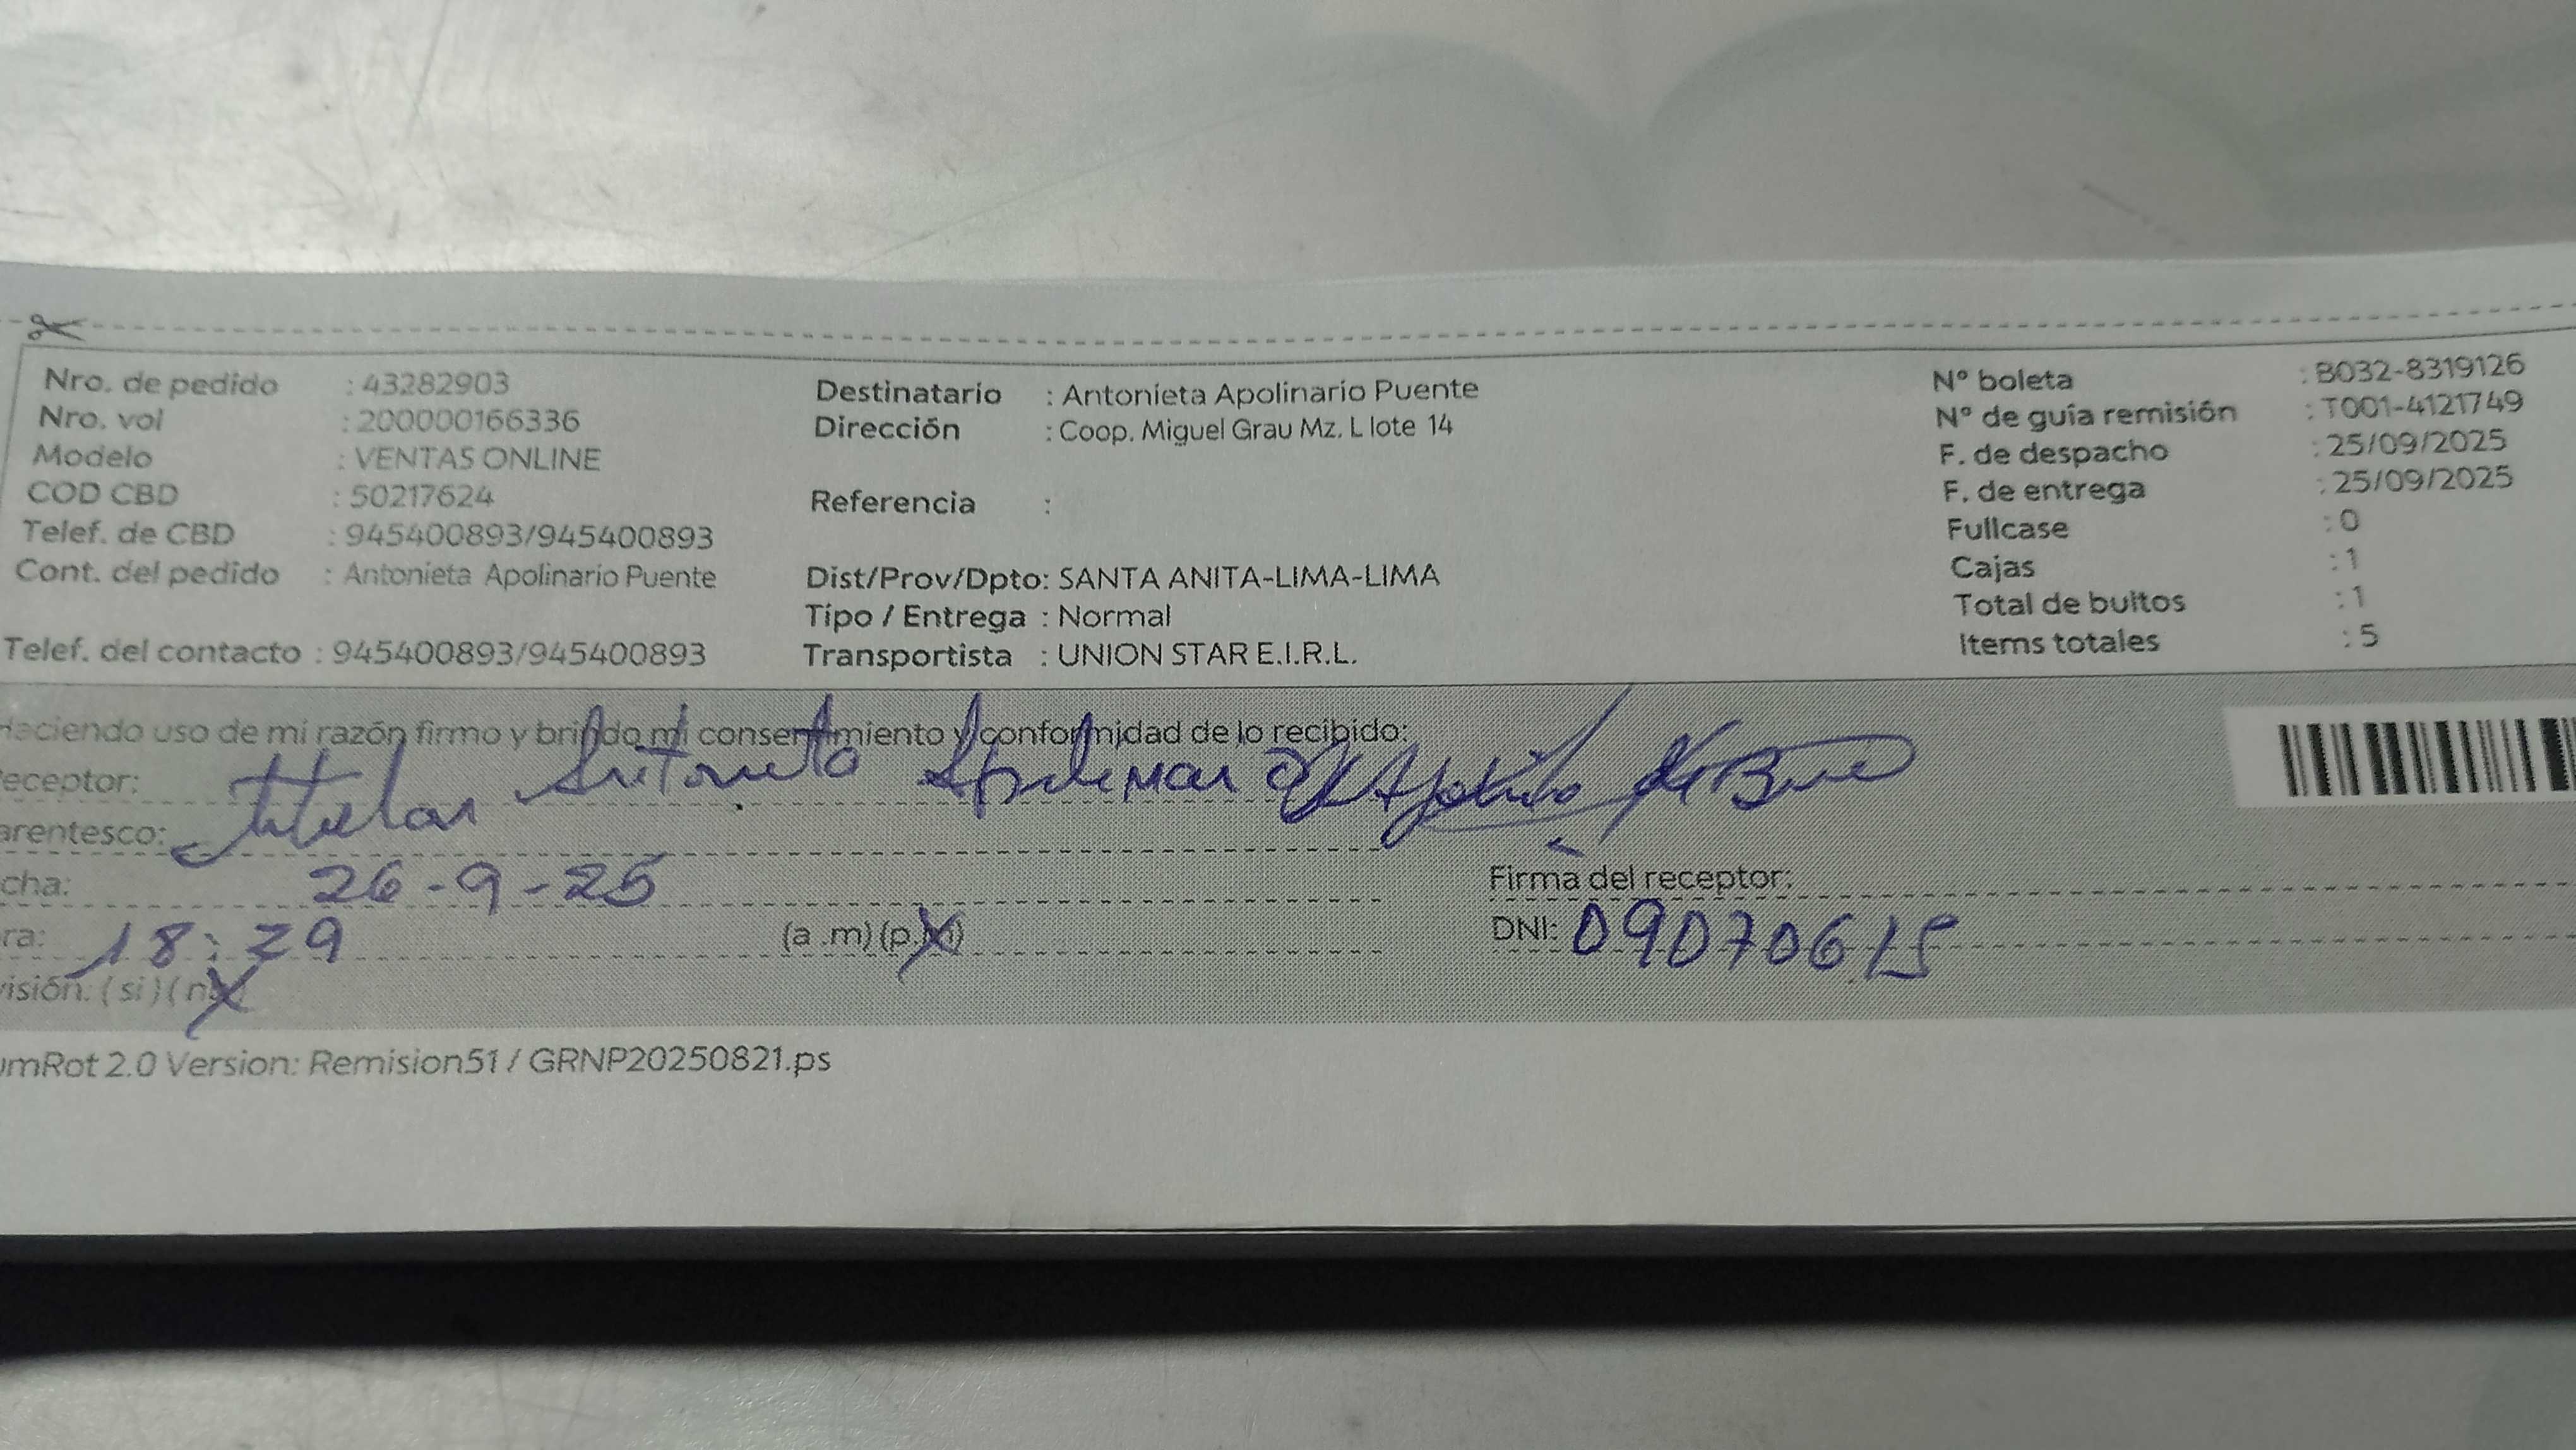 Nro. de pedido : 43282903
Nro. vol : 200000166336
Modelo : VENTAS ONLINE
COD CBD : 50217624
Telef. de CBD : 945400893/945400893
Cont. del pedido : Antonieta Apolinario Puente
Telef. del contacto : 945400893/945400893
Destinatario : Antonieta Apolinario Puente
Dirección : Coop. Miguel Grau Mz. L lote 14
Referencia :
Dist/Prov/Dpto: SANTA ANITA-LIMA-LIMA
Tipo / Entrega : Normal
Transportista : UNION STAR E.I.R.L.
N° boleta : B032-8319126
N° de guía remisión : T001-4121749
F. de despacho : 25/09/2025
F. de entrega : 25/09/2025
Fullcase : 0
Cajas : 1
Total de bultos : 1
Items totales : 5
Haciendo uso de mi razón firmo y brindo mi consentimiento y conformidad de lo recibido:
eceptor: Antonieta
arentesco: titular
cha: 26-9-25
ra: 18:29 (a .m) (p.m)
visión: (si) (no)
Firma del receptor:
DNI: 09070615
umRot 2.0 Version: Remision51 / GRNP20250821.ps